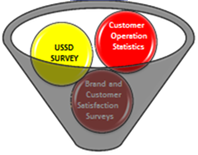 USSD
SURVEY
Customer
Operation
Statistics
Brand and
Customer
Satisfaction
Surveys